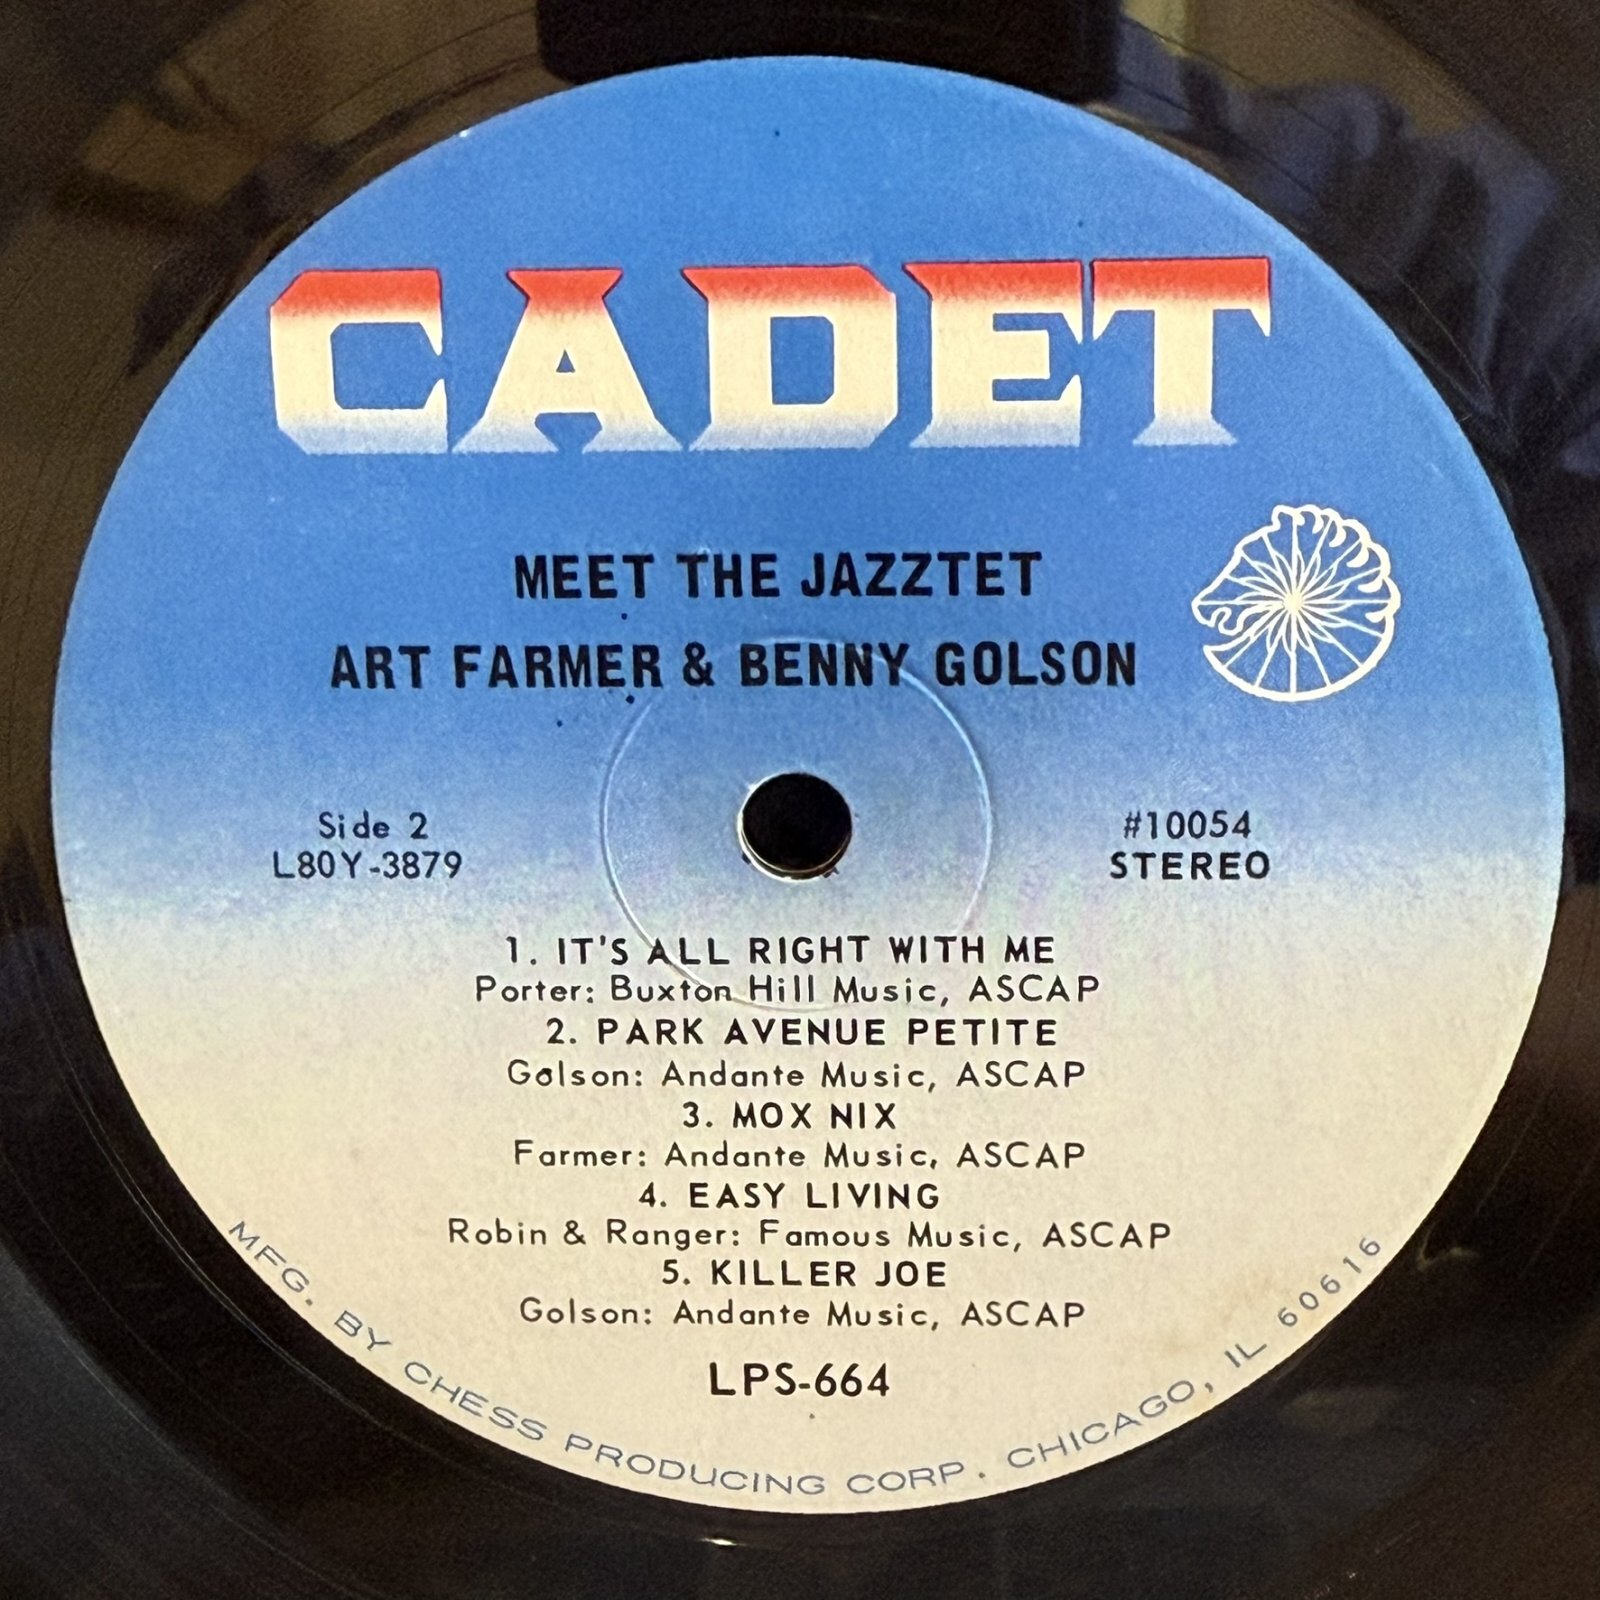 CADET
MEET THE JAZZTET
ART FARMER & BENNY GOLSON
Side 2
L80Y-3879
#10054
STEREO
1. IT'S ALL RIGHT WITH ME
Porter: Buxton Hill Music, ASCAP
2. PARK AVENUE PETITE
Golson: Andante Music, ASCAP
3. MOX NIX
Farmer: Andante Music, ASCAP
4. EASY LIVING
Robin & Ranger: Famous Music, ASCAP
5. KILLER JOE
Golson: Andante Music, ASCAP
LPS-664
MFG. BY CHESS PRODUCING CORP. CHICAGO, IL 60616